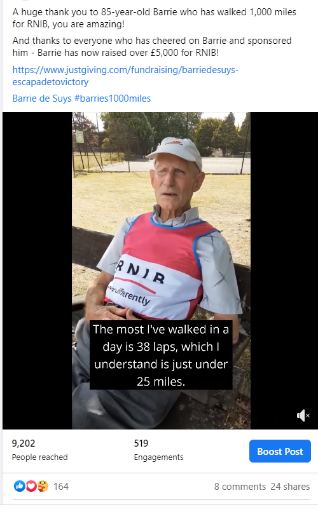 A huge thank you to 85-year-old Barrie who has walked 1,000 miles
for RNIB, you are amazing!
And thanks to everyone who has cheered on Barrie and sponsored
him - Barrie has now raised over £5,000 for RNIB!
https://www.justgiving.com/fundraising/barriedesuys-
escapadetovictory
Barrie de Suys #barries1000miles
RNIB
differently
The most I've walked in a
day is 38 laps, which I
understand is just under
25 miles.
9,202
519
People reached
Engagements
Boost Post
164
8 comments 24 shares